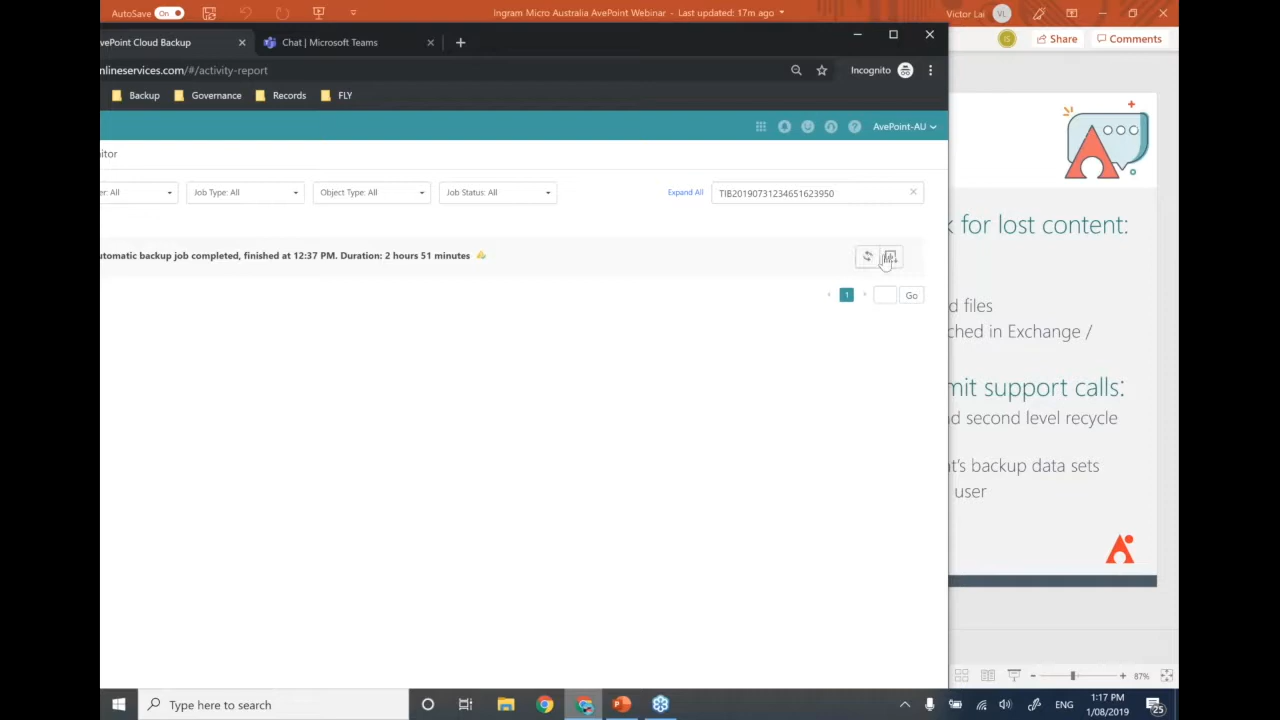 AutoSave On
Ingram Micro Australia AvePoint Webinar - Last updated: 17m ago
Victor Lai VL
vePoint Cloud Backup
Chat | Microsoft Teams
Share
Comments
nlineservices.com/#/activity-report
Incognito
Backup
Governance
Records
FLY
AvePoint-AU
itor
er: All
Job Type: All
Object Type: All
Job Status: All
Expand All
TIB20190731234651623950
k for lost content:
utomatic backup job completed, finished at 12:37 PM. Duration: 2 hours 51 minutes
1
Go
d files
ched in Exchange /
mit support calls:
nd second level recycle
nt's backup data sets
user
87%
Type here to search
ENG
1:17 PM
1/08/2019
25